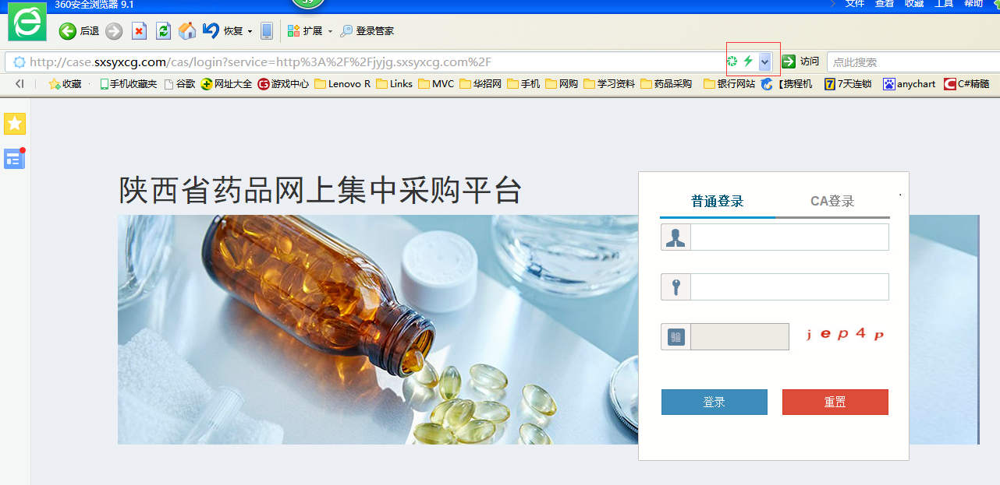 360安全浏览器 9.1
59
文件 查看 收藏 工具 帮助
后退 恢复 扩展 登录管家
http://case.sxsyxcg.com/cas/login?service=http%3A%2F%2Fjyjg.sxsyxcg.com%2F 访问 点此搜索
收藏 手机收藏夹 谷歌 网址大全 游戏中心 Lenovo R Links MVC 华招网 手机 网购 学习资料 药品采购 银行网站 【携程机 7天连锁 anychart C#精髓
陕西省药品网上集中采购平台
普通登录 CA登录
验 jep4p
登录 重置